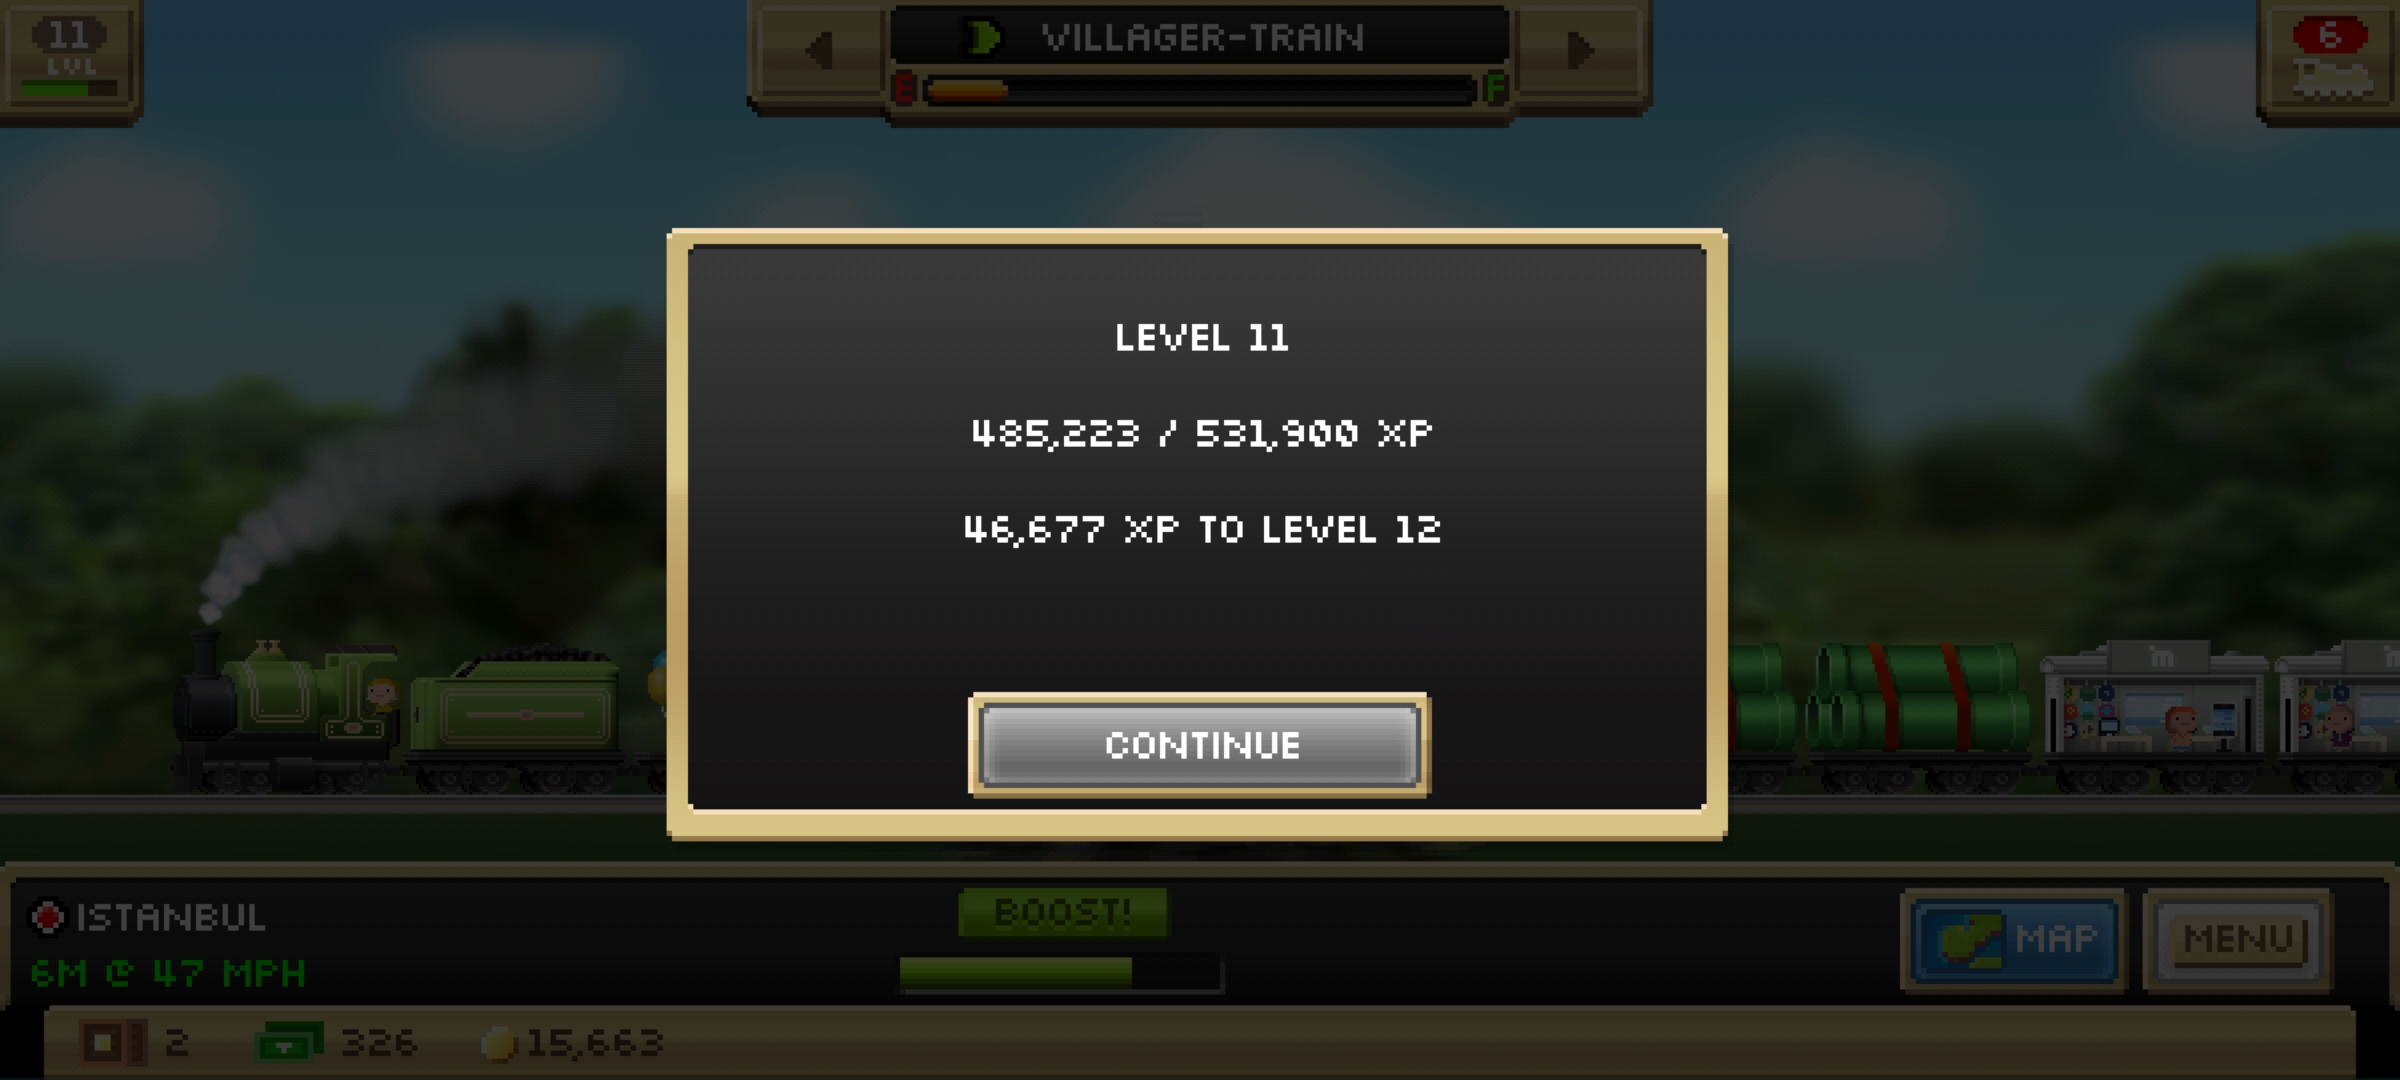 11
LVL
VILLAGER-TRAIN
E F
6
LEVEL 11
485,223 / 531,900 XP
46,677 XP TO LEVEL 12
CONTINUE
ISTANBUL
6M @ 47 MPH
BOOST!
MAP
MENU
2
326
15,663